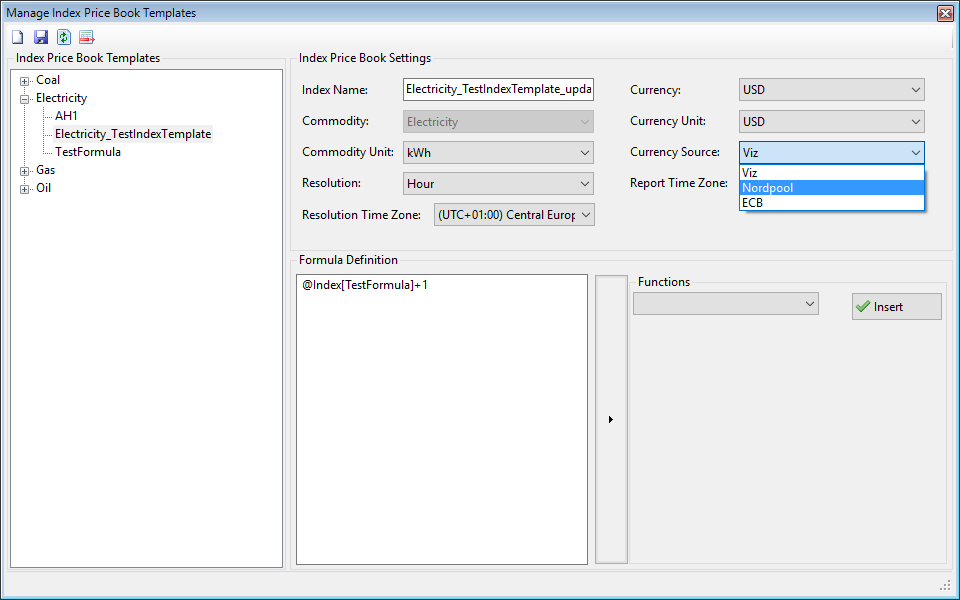 Manage Index Price Book Templates
Index Price Book Templates
Coal
Electricity
AH1
Electricity_TestIndexTemplate
TestFormula
Gas
Oil
Index Price Book Settings
Index Name: Electricity_TestIndexTemplate_upda
Commodity: Electricity
Commodity Unit: kWh
Resolution: Hour
Resolution Time Zone: (UTC+01:00) Central Europ
Currency: USD
Currency Unit: USD
Currency Source: Viz
Viz
Report Time Zone: Nordpool
ECB
Formula Definition
@Index[TestFormula]+1
Functions
Insert